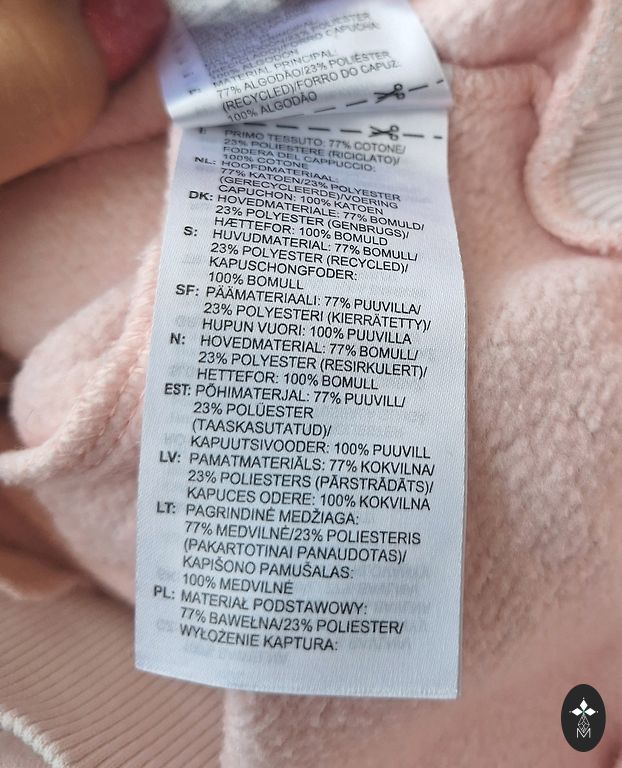 ALGODÓN
MATERIAL PRINCIPAL:
77% ALGODÃO/23% POLIÉSTER
(RECYCLED)/FORRO DO CAPUZ:
100% ALGODÃO
I: PRIMO TESSUTO: 77% COTONE/
23% POLIESTERE (RICICLATO)/
FODERA DEL CAPPUCCIO:
100% COTONE
NL: HOOFDMATERIAAL:
77% KATOEN/23% POLYESTER
(GERECYCLEERDE)/VOERING
CAPUCHON: 100% KATOEN
DK: HOVEDMATERIALE: 77% BOMULD/
23% POLYESTER (GENBRUGS)/
HÆTTEFOR: 100% BOMULD
S: HUVUDMATERIAL: 77% BOMULL/
23% POLYESTER (RECYCLED)/
KAPUSCHONGFODER:
100% BOMULL
SF: PÄÄMATERIAALI: 77% PUUVILLA/
23% POLYESTERI (KIERRÄTETTY)/
HUPUN VUORI: 100% PUUVILLA
N: HOVEDMATERIAL: 77% BOMULL/
23% POLYESTER (RESIRKULERT)/
HETTEFOR: 100% BOMULL
EST: PÕHIMATERJAL: 77% PUUVILL/
23% POLÜESTER
(TAASKASUTATUD)/
KAPUUTSIVOODER: 100% PUUVILL
LV: PAMATMATERIĀLS: 77% KOKVILNA/
23% POLIESTERS (PĀRSTRĀDĀTS)/
KAPUCES ODERE: 100% KOKVILNA
LT: PAGRINDINĖ MEDŽIAGA:
77% MEDVILNĖ/23% POLIESTERIS
(PAKARTOTINAI PANAUDOTAS)/
KAPIŠONO PAMUŠALAS:
100% MEDVILNĖ
PL: MATERIAŁ PODSTAWOWY:
77% BAWEŁNA/23% POLIESTER/
WYŁOŻENIE KAPTURA:
M